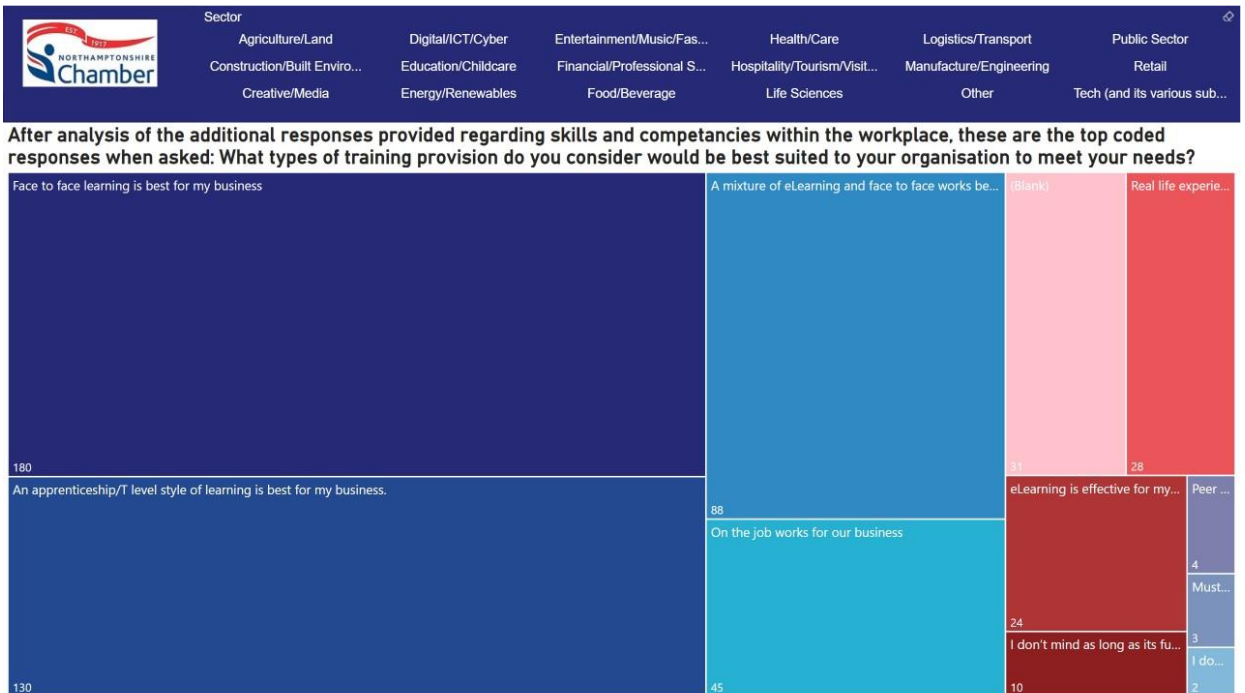 EST 1917
NORTHAMPTONSHIRE
Chamber
Sector
Agriculture/Land
Digital/ICT/Cyber
Entertainment/Music/Fas...
Health/Care
Logistics/Transport
Public Sector
Construction/Built Enviro...
Education/Childcare
Financial/Professional S...
Hospitality/Tourism/Visit...
Manufacture/Engineering
Retail
Creative/Media
Energy/Renewables
Food/Beverage
Life Sciences
Other
Tech (and its various sub...
After analysis of the additional responses provided regarding skills and competancies within the workplace, these are the top coded
responses when asked: What types of training provision do you consider would be best suited to your organisation to meet your needs?
Face to face learning is best for my business
180
An apprenticeship/T level style of learning is best for my business.
130
A mixture of eLearning and face to face works be...
88
On the job works for our business
45
(Blank)
31
Real life experie...
28
eLearning is effective for my...
24
I don't mind as long as its fu...
10
Peer ...
4
Must...
3
I do...
2